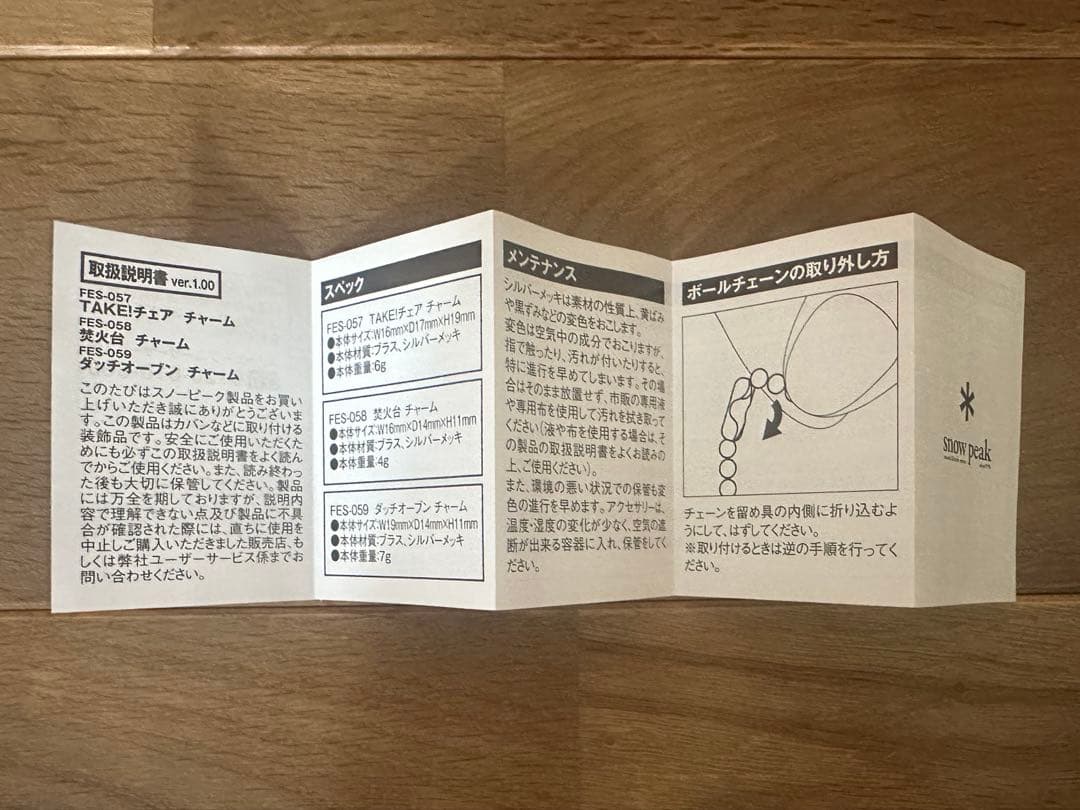 取扱説明書 ver.1.00
FES-057
TAKE!チェア チャーム
FES-058
焚火台 チャーム
FES-059
ダッチオーブン チャーム
このたびはスノーピーク製品をお買い
上げいただき誠にありがとうございま
す。この製品はカバンなどに取り付ける
装飾品です。安全にご使用いただくた
めにも必ずこの取扱説明書をよく読ん
でからご使用ください。また、読み終わっ
た後も大切に保管してください。製品
には万全を期しておりますが、説明内
容で理解できない点及び製品に不具
合が確認された際には、直ちに使用を
中止しご購入いただきました販売店、も
しくは弊社ユーザーサービス係までお
問い合わせください。
スペック
FES-057 TAKE!チェア チャーム
●本体サイズ:W16mm×D17mm×H19mm
●本体材質:ブラス、シルバーメッキ
●本体重量:6g
FES-058 焚火台 チャーム
●本体サイズ:W16mm×D14mm×H11mm
●本体材質:ブラス、シルバーメッキ
●本体重量:4g
FES-059 ダッチオーブン チャーム
●本体サイズ:W19mm×D14mm×H11mm
●本体材質:ブラス、シルバーメッキ
●本体重量:7g
メンテナンス
シルバーメッキは素材の性質上、黄ばみ
や黒ずみなどの変色をおこします。
変色は空気中の成分でおこりますが、
指で触ったり、汚れが付いたりすると、
特に進行を早めてしまいます。その場
合はそのまま放置せず、市販の専用液
や専用布を使用して汚れを拭き取って
ください（液や布を使用する場合は、そ
の製品の取扱説明書をよくお読みの
上、ご使用ください）。
また、環境の悪い状況での保管も変
色の進行を早めます。アクセサリーは、
温度・湿度の変化が少なく、空気の遮
断が出来る容器に入れ、保管をしてく
ださい。
ボールチェーンの取り外し方
チェーンを留め具の内側に折り込むよ
うにして、はずしてください。
※取り付けるときは逆の手順を行ってく
ださい。
snow peak